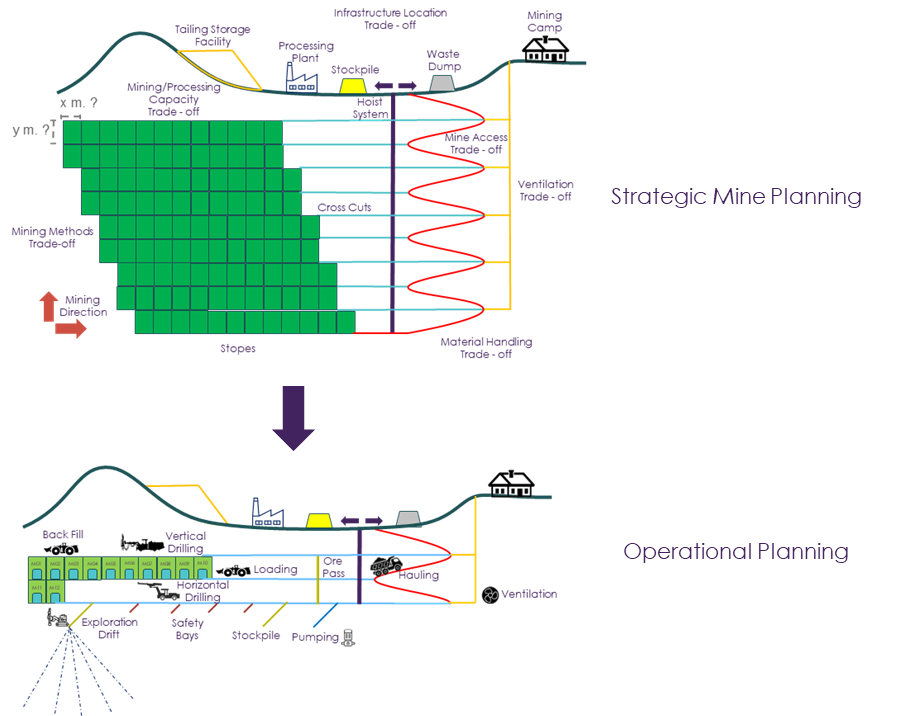 Infrastructure Location
Trade - off
Mining
Camp
Tailing Storage
Facility
Processing
Plant
Stockpile
Waste
Dump
Mining/Processing
Capacity
Trade - off
Hoist
System
x m. ?
y m. ?
Mine Access
Trade - off
Ventilation
Trade - off
Strategic Mine Planning
Cross Cuts
Mining Methods
Trade-off
Mining
Direction
Stopes
Material Handling
Trade - off
Back Fill
Vertical
Drilling
Loading
Ore
Pass
Hauling
Horizontal
Drilling
Operational Planning
Ventilation
Exploration
Drift
Safety
Bays
Stockpile
Pumping